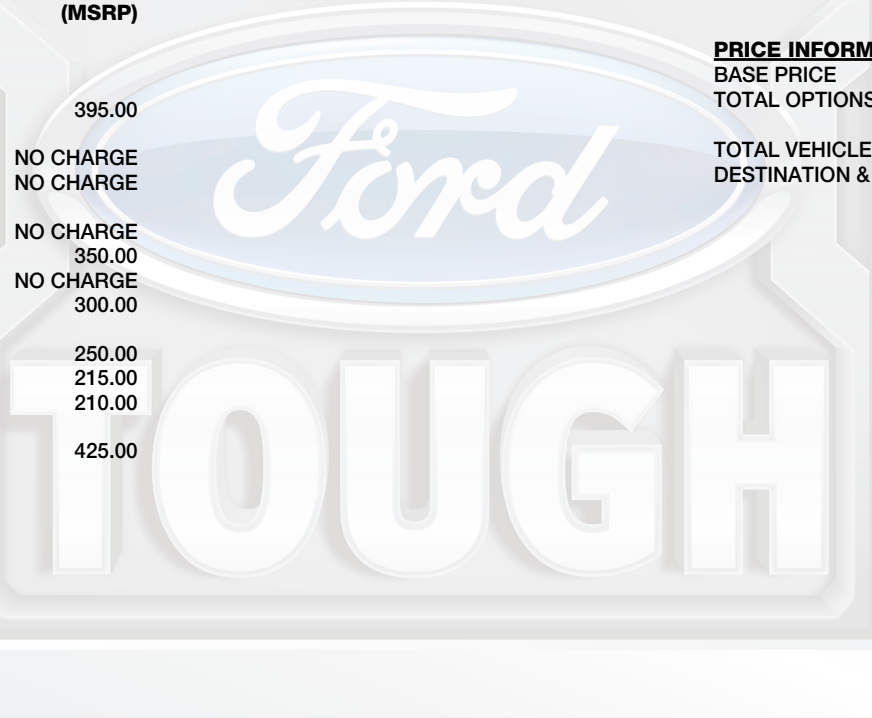 (MSRP)
395.00
NO CHARGE
NO CHARGE
NO CHARGE
350.00
NO CHARGE
300.00
250.00
215.00
210.00
425.00
PRICE INFORM
BASE PRICE
TOTAL OPTIONS
TOTAL VEHICLE
DESTINATION &
Ford
TOUGH